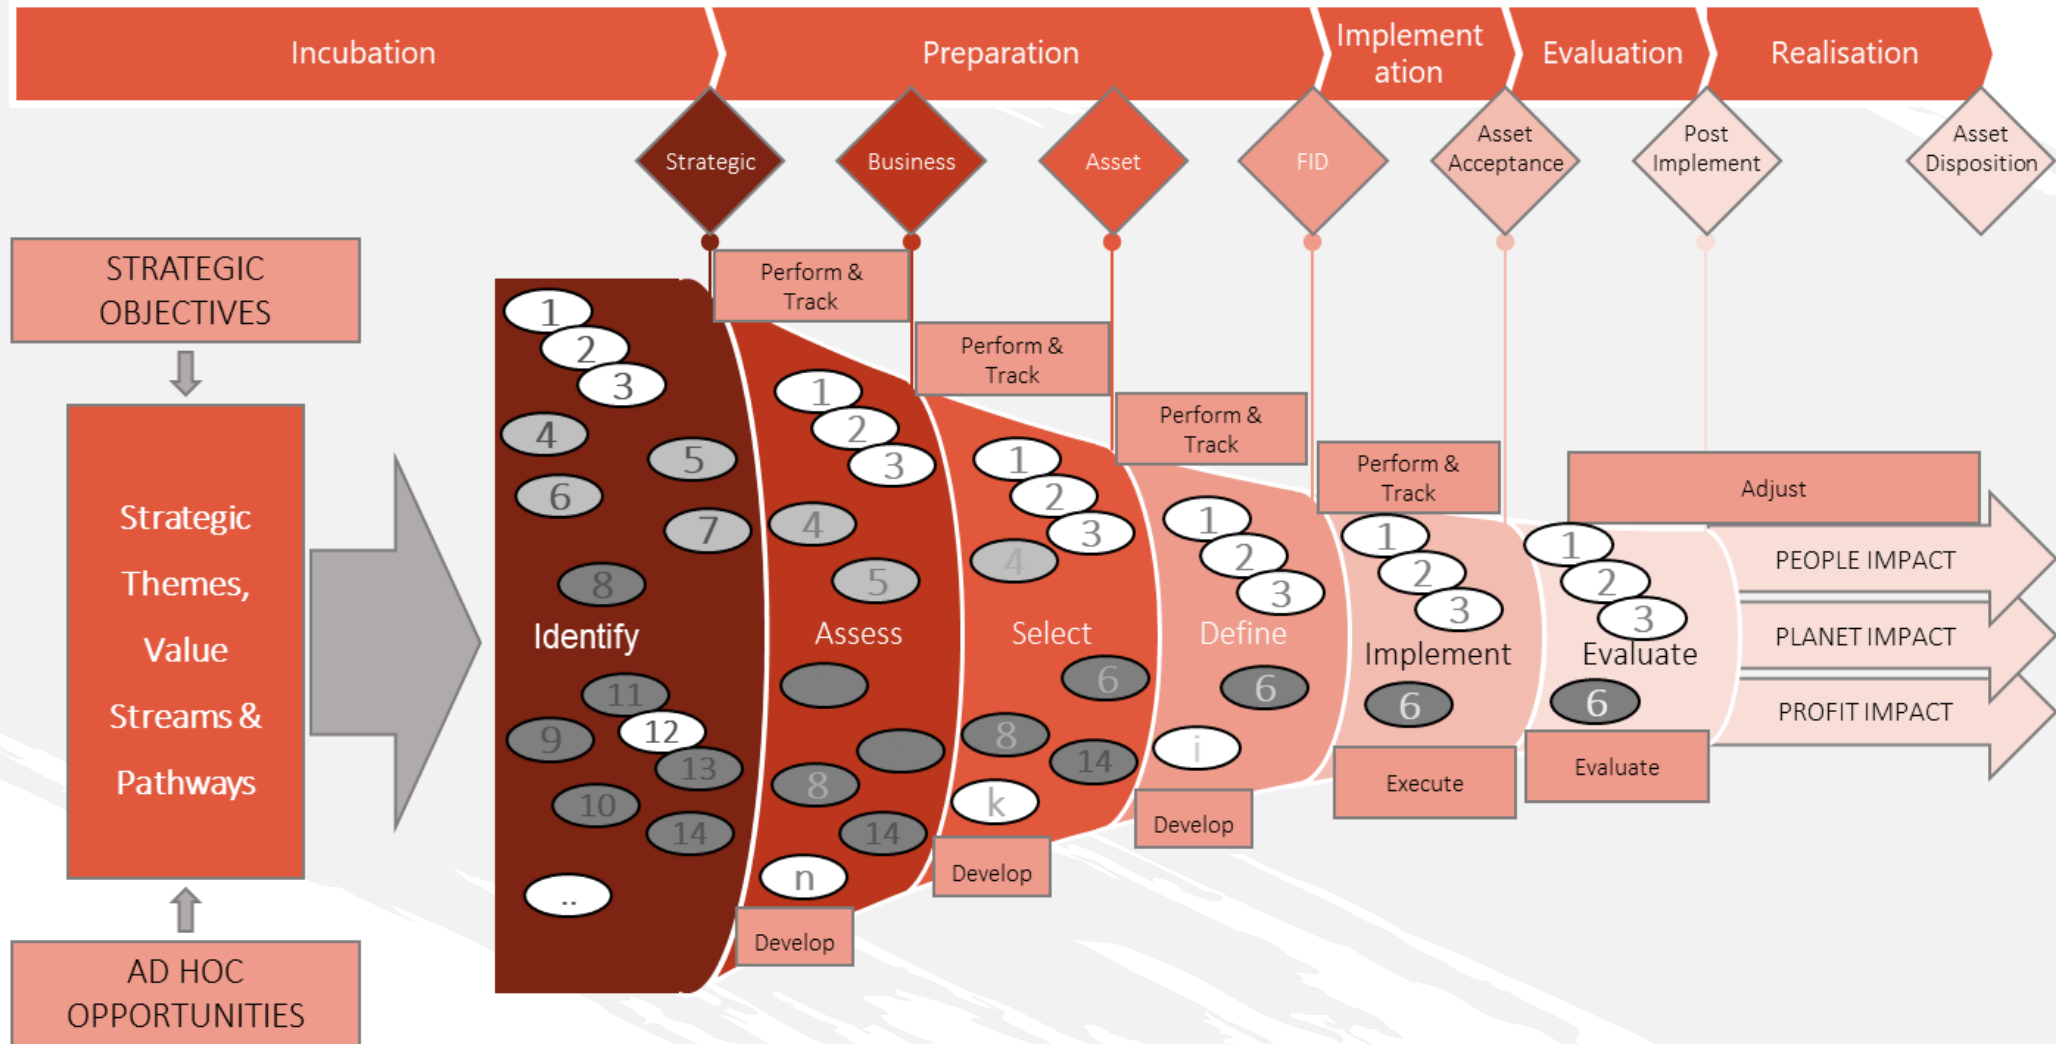 Incubation
Preparation
Implement
ation
Evaluation
Realisation
Strategic
Business
Asset
FID
Asset
Acceptance
Post
Implement
Asset
Disposition
STRATEGIC
OBJECTIVES
Strategic
Themes,
Value
Streams &
Pathways
AD HOC
OPPORTUNITIES
1
2
3
4
5
6
7
8
Identify
11
12
9
13
10
14
..
Perform &
Track
1
2
3
4
5
Assess
8
14
n
Develop
Perform &
Track
1
2
3
4
Select
6
8
14
k
Develop
Perform &
Track
1
2
3
Define
6
i
Develop
Perform &
Track
1
2
3
Implement
6
Execute
Adjust
1
2
3
Evaluate
6
Evaluate
PEOPLE IMPACT
PLANET IMPACT
PROFIT IMPACT